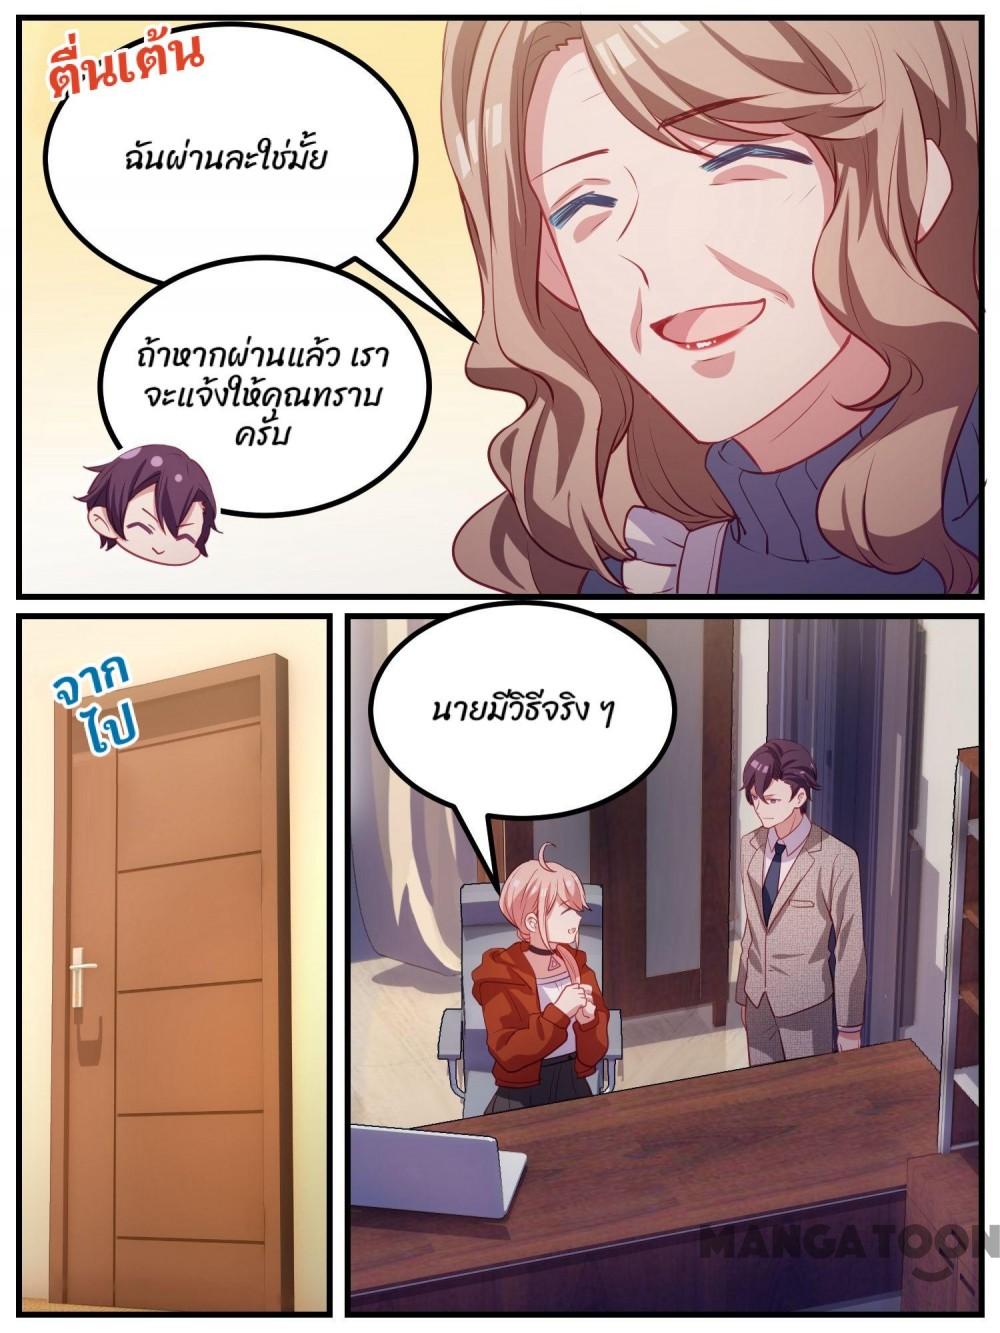 ตื่นเต้น
ฉันผ่านละใช่มั้ย
ถ้าหากผ่านแล้ว เรา
จะแจ้งให้คุณทราบ
ครับ
จาก
ไป
นายมีวิธีจริง ๆ
MANGATOON